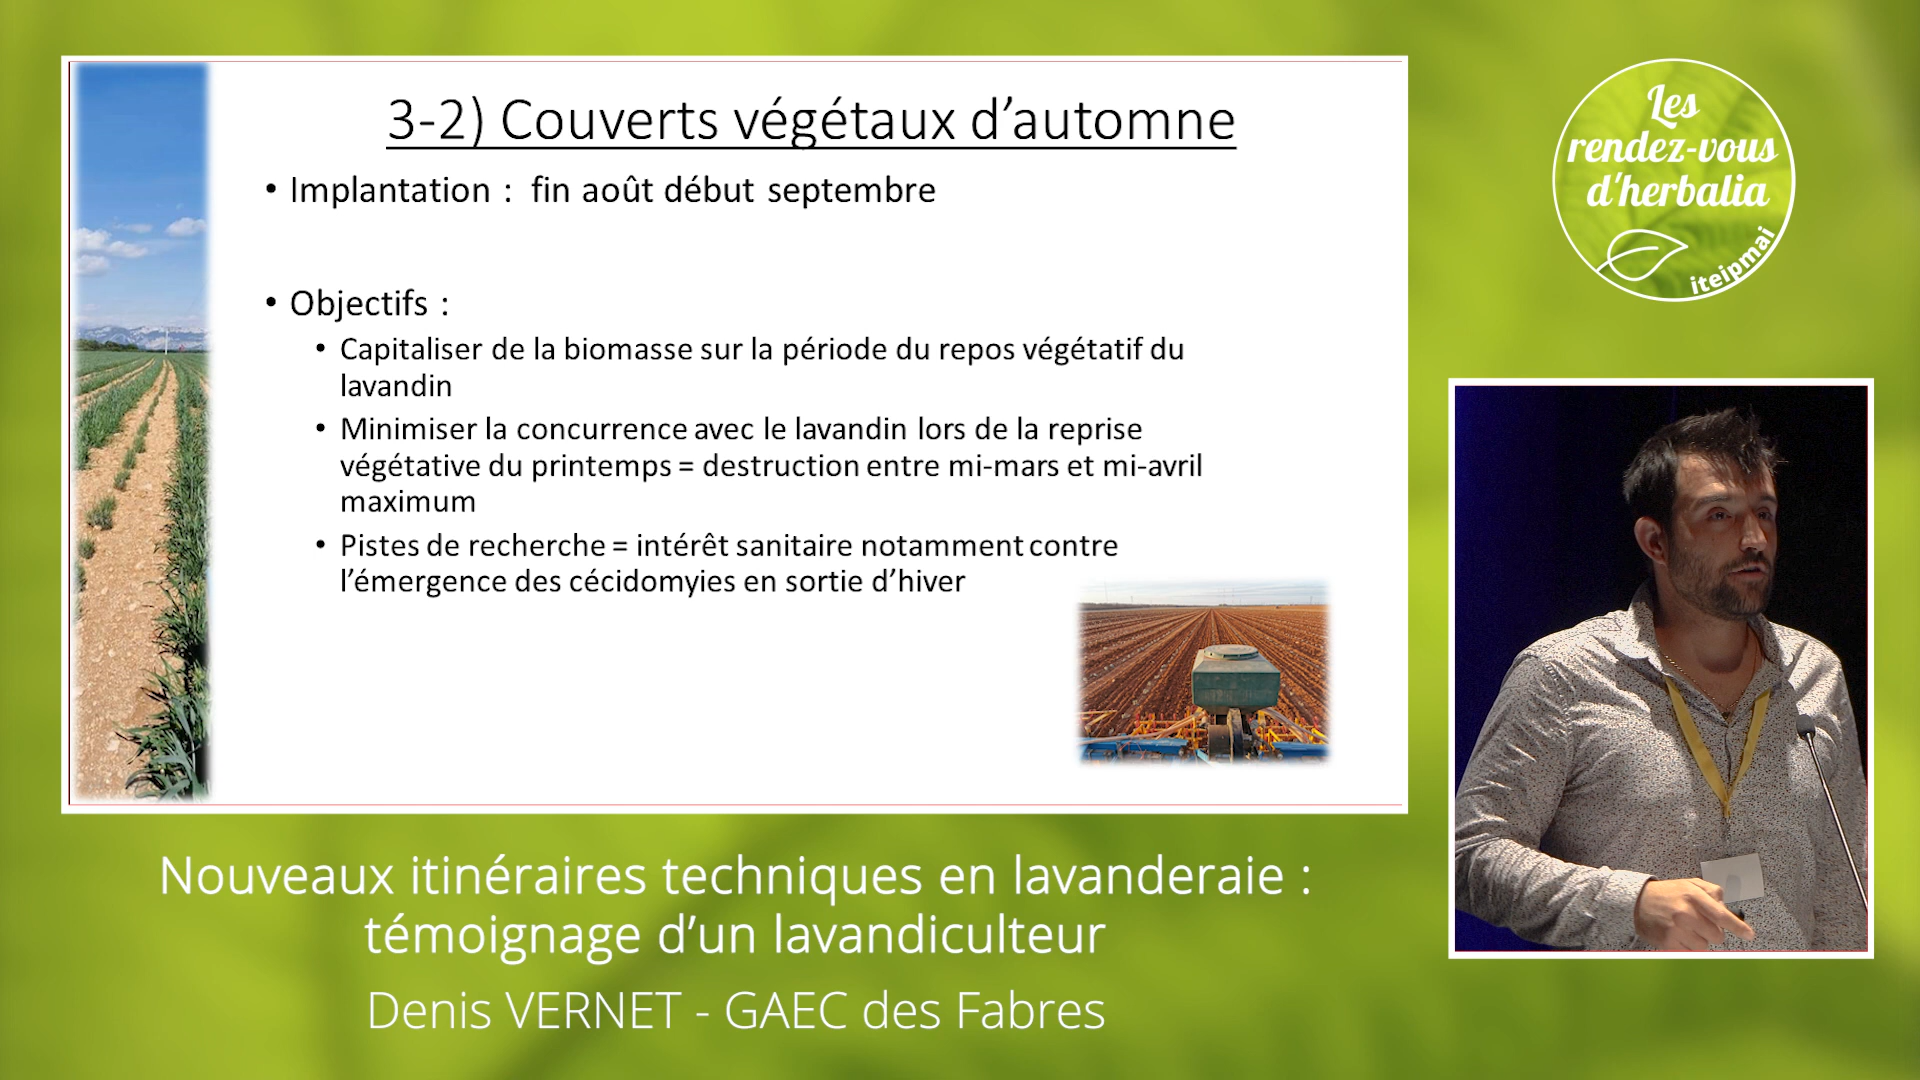 3-2) Couverts végétaux d’automne
• Implantation : fin août début septembre
• Objectifs :
• Capitaliser de la biomasse sur la période du repos végétatif du
lavandin
• Minimiser la concurrence avec le lavandin lors de la reprise
végétative du printemps = destruction entre mi-mars et mi-avril
maximum
• Pistes de recherche = intérêt sanitaire notamment contre
l’émergence des cécidomyies en sortie d’hiver
Les
rendez-vous
d'herbalia
iteipmai
Nouveaux itinéraires techniques en lavanderaie :
témoignage d’un lavandiculteur
Denis VERNET - GAEC des Fabres